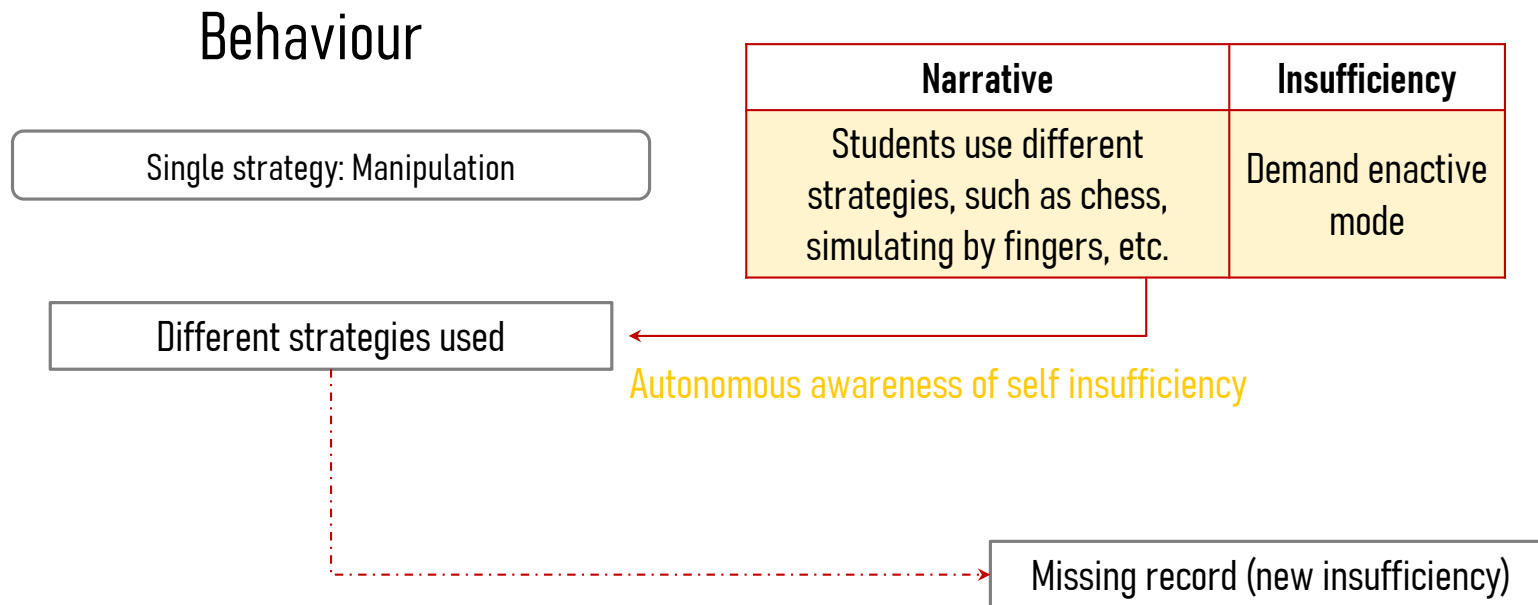 Behaviour
Single strategy: Manipulation
Narrative
Insufficiency
Students use different
strategies, such as chess,
simulating by fingers, etc.
Demand enactive
mode
Different strategies used
Autonomous awareness of self insufficiency
Missing record (new insufficiency)